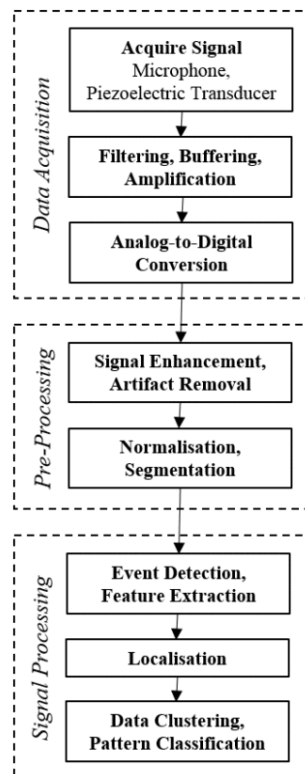 Data Acquisition
Acquire Signal
Microphone,
Piezoelectric Transducer
Filtering, Buffering,
Amplification
Analog-to-Digital
Conversion
Pre-Processing
Signal Enhancement,
Artifact Removal
Normalisation,
Segmentation
Signal Processing
Event Detection,
Feature Extraction
Localisation
Data Clustering,
Pattern Classification